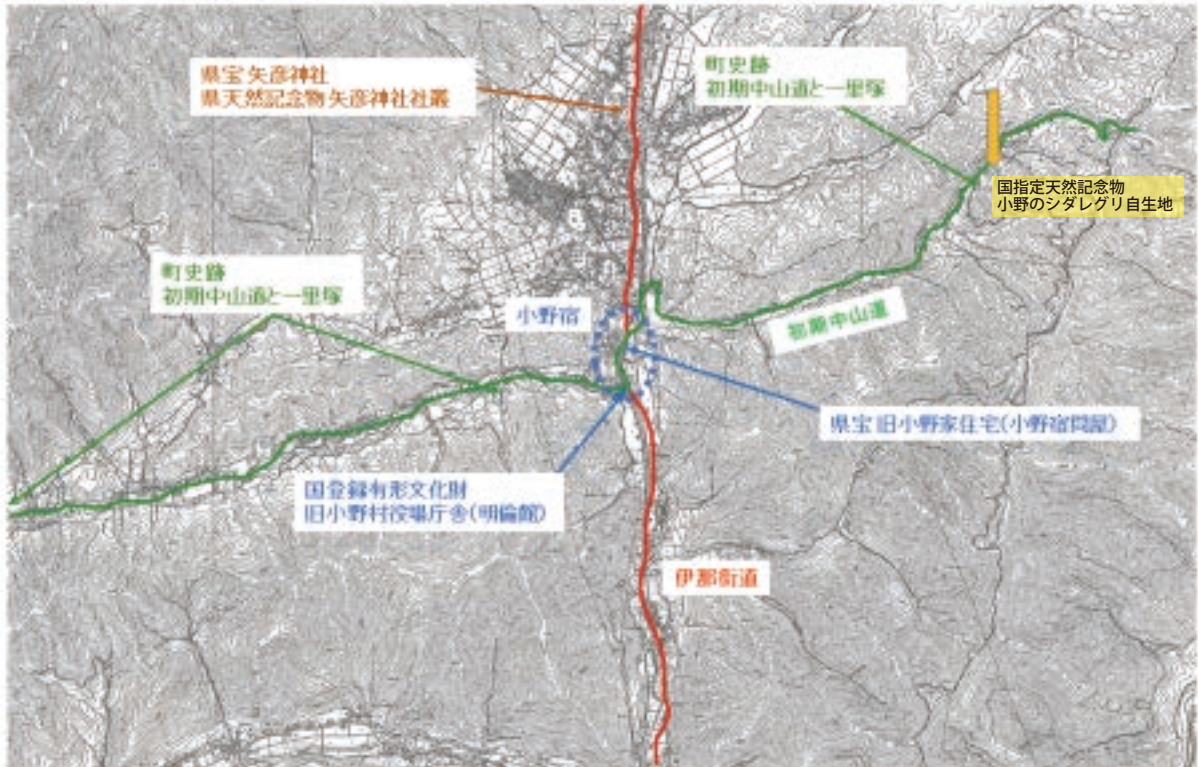 県宝 矢彦神社
県天然記念物 矢彦神社社叢
町史跡
初期中山道と一里塚
国指定天然記念物
小野のシダレグリ自生地
町史跡
初期中山道と一里塚
小野宿
初期中山道
県宝 旧小野家住宅(小野宿問屋)
国登録有形文化財
旧小野村役場庁舎(明倫館)
伊那街道